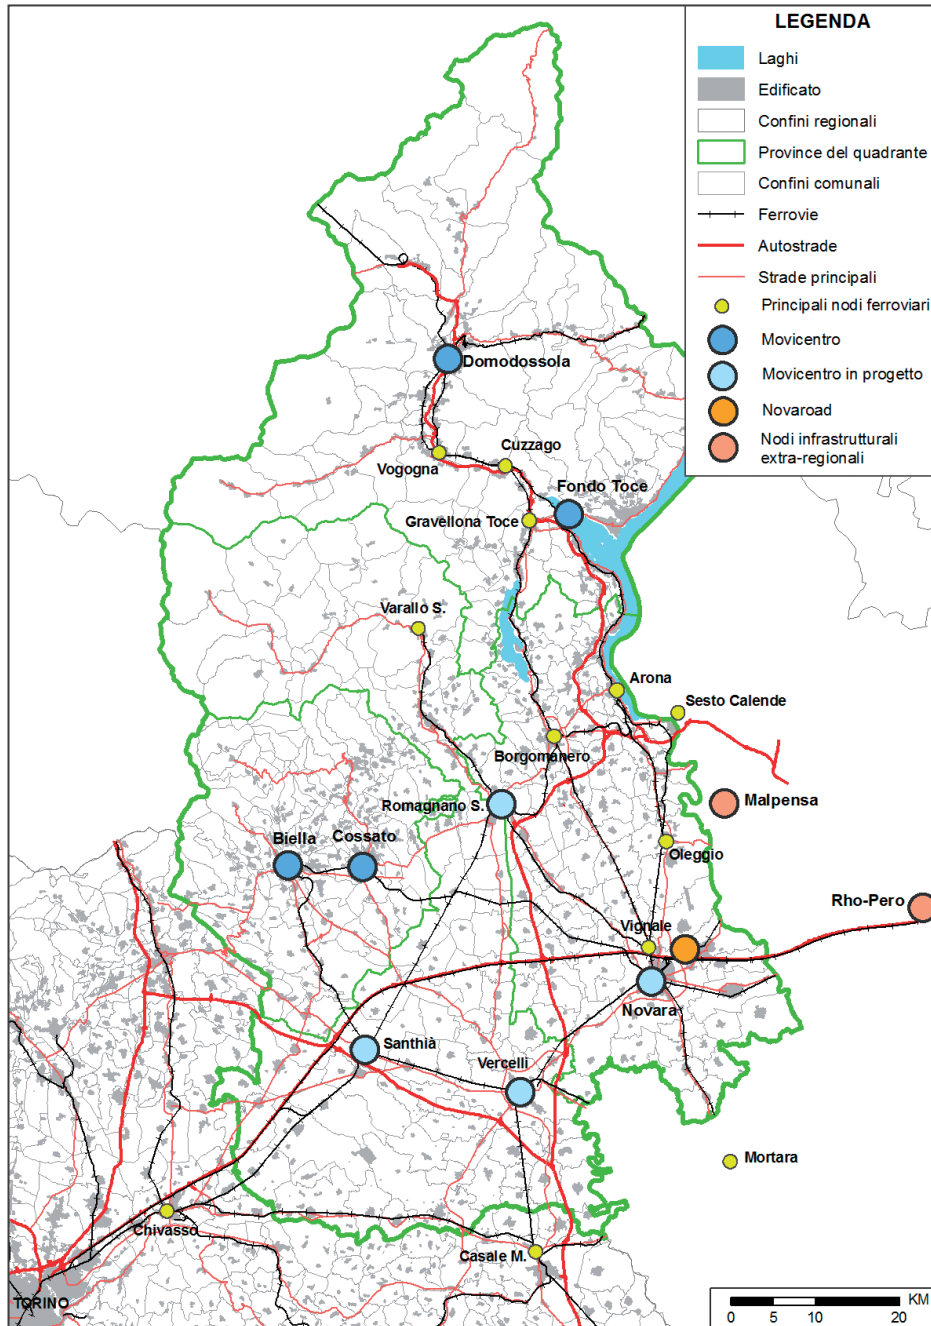 LEGENDA
Laghi
Edificato
Confini regionali
Province del quadrante
Confini comunali
Ferrovie
Autostrade
Strade principali
Principali nodi ferroviari
Movicentro
Movicentro in progetto
Novaroad
Nodi infrastrutturali
extra-regionali
Domodossola
Cuzzago
Vogogna
Fondo Toce
Gravellona Toce
Varallo S.
Arona
Sesto Calende
Borgomanero
Romagnano S.
Malpensa
Biella
Cossato
Oleggio
Rho-Pero
Vignale
Novara
Santhià
Vercelli
Mortara
Chivasso
Casale M.
TORINO
KM
0 5 10 20